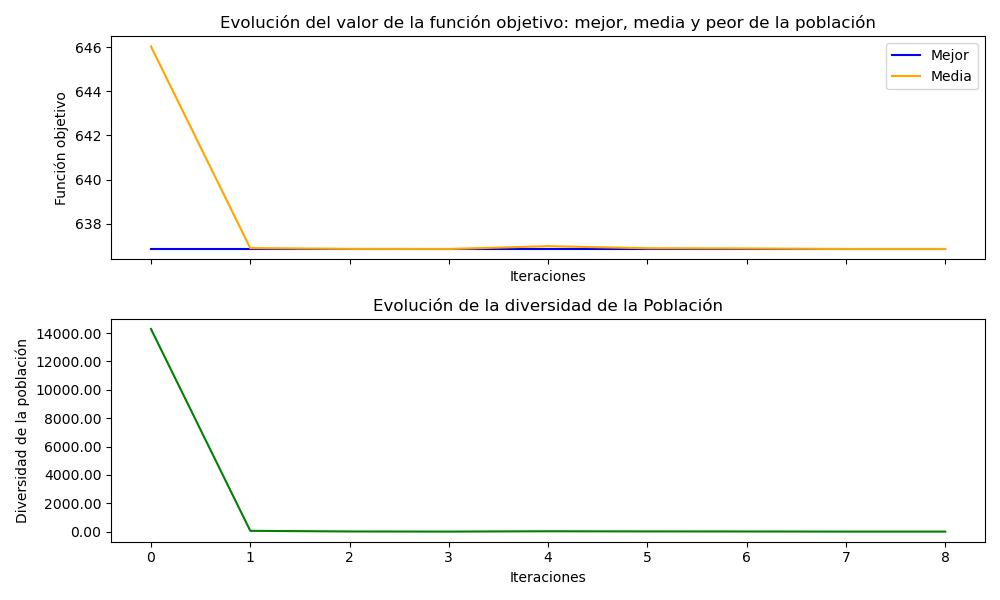 Evolución del valor de la función objetivo: mejor, media y peor de la población
646
644
642
640
638
Función objetivo
Mejor
Media
Iteraciones
Evolución de la diversidad de la Población
14000.00
12000.00
10000.00
8000.00
6000.00
4000.00
2000.00
0.00
Diversidad de la población
0 1 2 3 4 5 6 7 8
Iteraciones